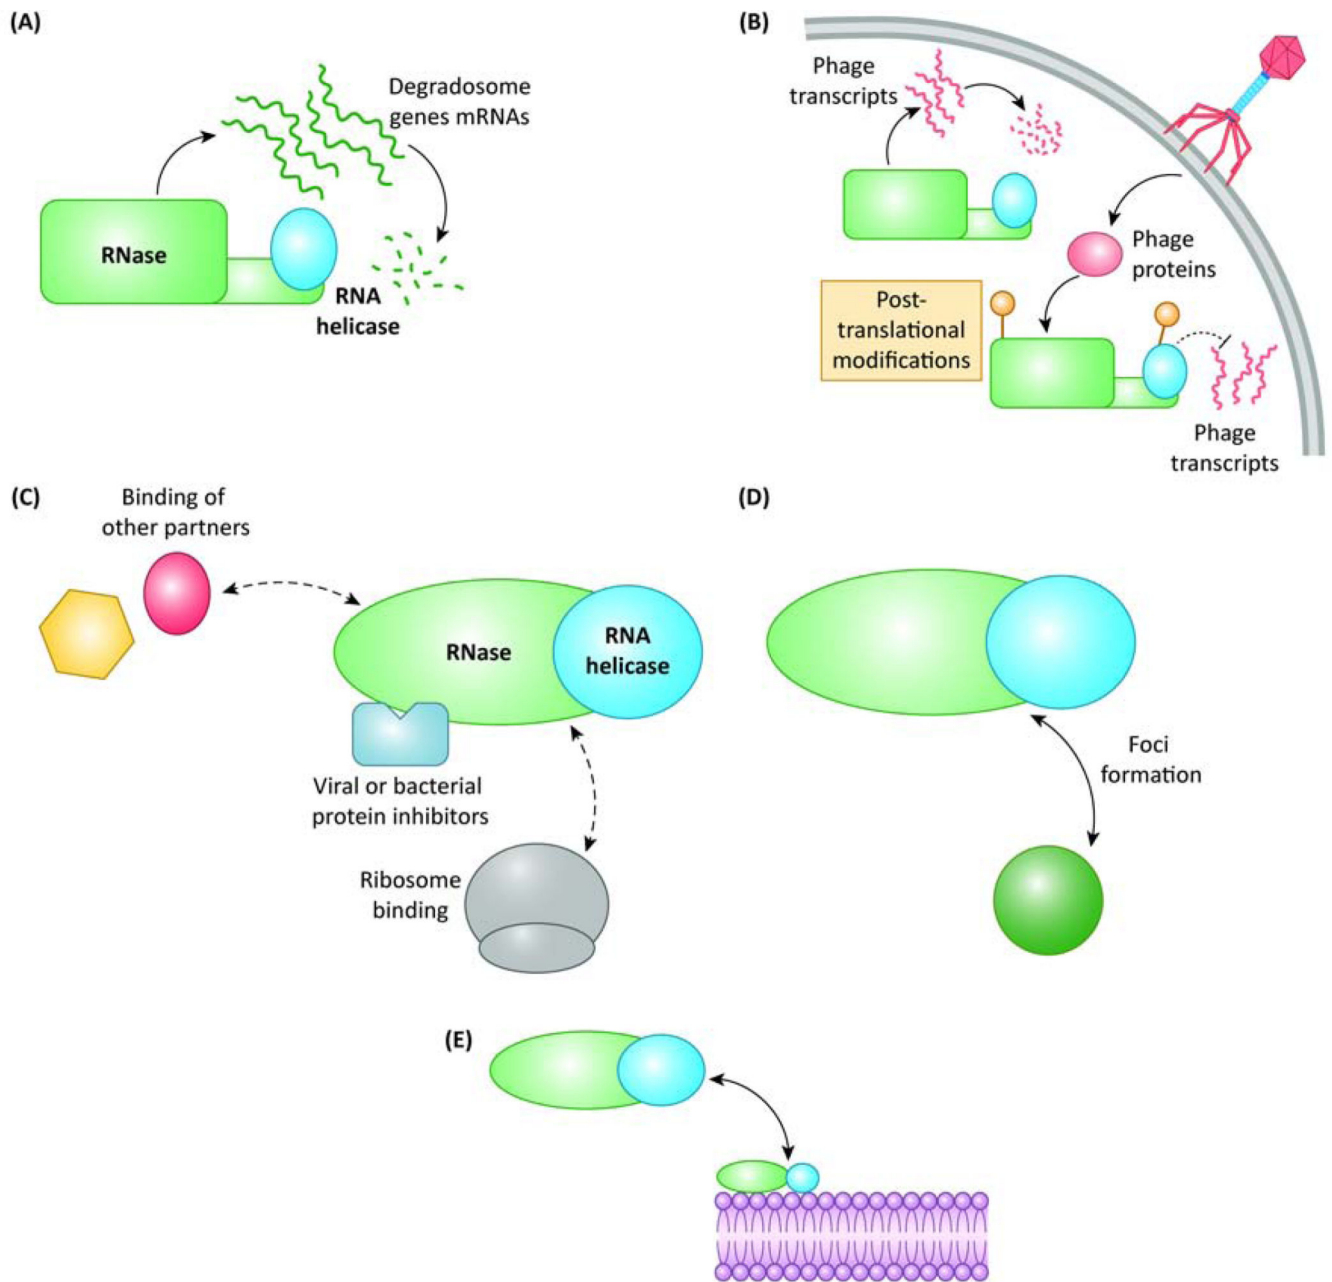 (A)
Degradosome
genes mRNAs
RNase
RNA
helicase
(B)
Phage
transcripts
Phage
proteins
Post-
translational
modifications
Phage
transcripts
(C)
Binding of
other partners
RNase
RNA
helicase
Viral or bacterial
protein inhibitors
Ribosome
binding
(D)
Foci
formation
(E)